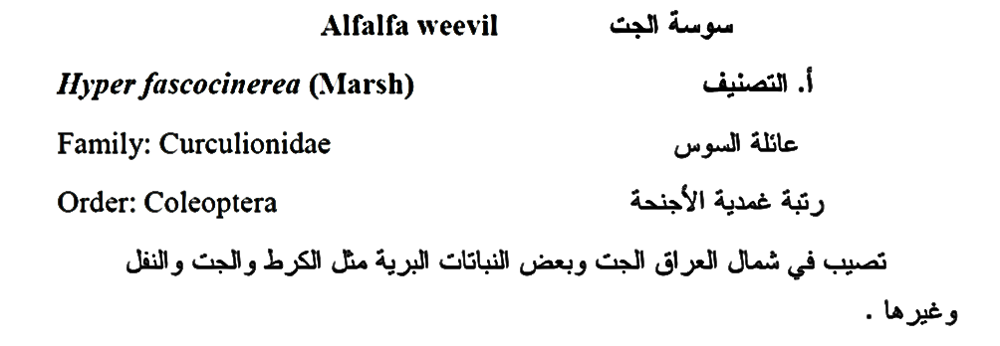 سوسة الجت Alfalfa weevil
أ. التصنيف Hyper fascocinerea (Marsh)
عائلة السوس Family: Curculionidae
رتبة غمدية الأجنحة Order: Coleoptera
تصيب في شمال العراق الجت وبعض النباتات البرية مثل الكرط والجت والنفل
وغيرها .